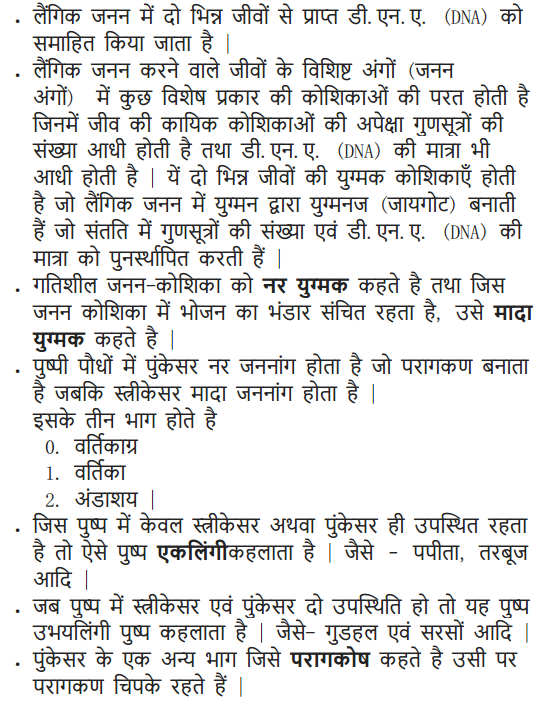 • लैंगिक जनन में दो भिन्न जीवों से प्राप्त डी. एन. ए. (DNA) को
समाहित किया जाता है |
• लैंगिक जनन करने वाले जीवों के विशिष्ट अंगों (जनन
अंगों) में कुछ विशेष प्रकार की कोशिकाओं की परत होती है
जिनमें जीव की कायिक कोशिकाओं की अपेक्षा गुणसूत्रों की
संख्या आधी होती है तथा डी. एन. ए. (DNA) की मात्रा भी
आधी होती है | यें दो भिन्न जीवों की युग्मक कोशिकाएँ होती
है जो लैंगिक जनन में युग्मन द्वारा युग्मनज (जायगोट) बनाती
हैं जो संतति में गुणसूत्रों की संख्या एवं डी. एन. ए. (DNA) की
मात्रा को पुनर्स्थापित करती हैं |
• गतिशील जनन-कोशिका को नर युग्मक कहते है तथा जिस
जनन कोशिका में भोजन का भंडार संचित रहता है, उसे मादा
युग्मक कहते है |
• पुष्पी पौधों में पुंकेसर नर जननांग होता है जो परागकण बनाता
है जबकि स्त्रीकेसर मादा जननांग होता है |
इसके तीन भाग होते है
0. वर्तिकाग्र
1. वर्तिका
2. अंडाशय |
• जिस पुष्प में केवल स्त्रीकेसर अथवा पुंकेसर ही उपस्थित रहता
है तो ऐसे पुष्प एकलिंगीकहलाता है | जैसे - पपीता, तरबूज
आदि |
• जब पुष्प में स्त्रीकेसर एवं पुंकेसर दो उपस्थिति हो तो यह पुष्प
उभयलिंगी पुष्प कहलाता है | जैसे- गुडहल एवं सरसों आदि |
• पुंकेसर के एक अन्य भाग जिसे परागकोष कहते है उसी पर
परागकण चिपके रहते हैं |